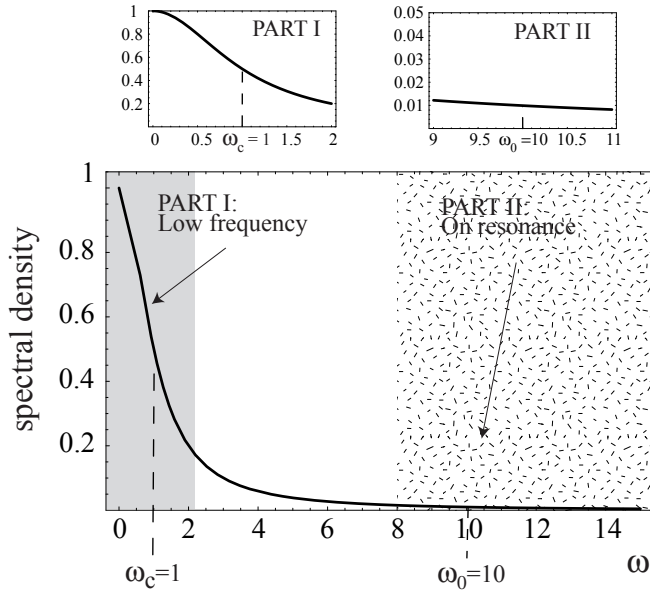 PART I
1
0.8
0.6
0.4
0.2
0
0.5
ω_c = 1
1.5
2
PART II
0.05
0.04
0.03
0.02
0.01
9
9.5
ω_0=10
10.5
11
spectral density
1
0.8
0.6
0.4
0.2
PART I:
Low frequency
PART II:
On resonance
0 2 4 6 8 10 12 14 ω
ω_c=1
ω_0=10